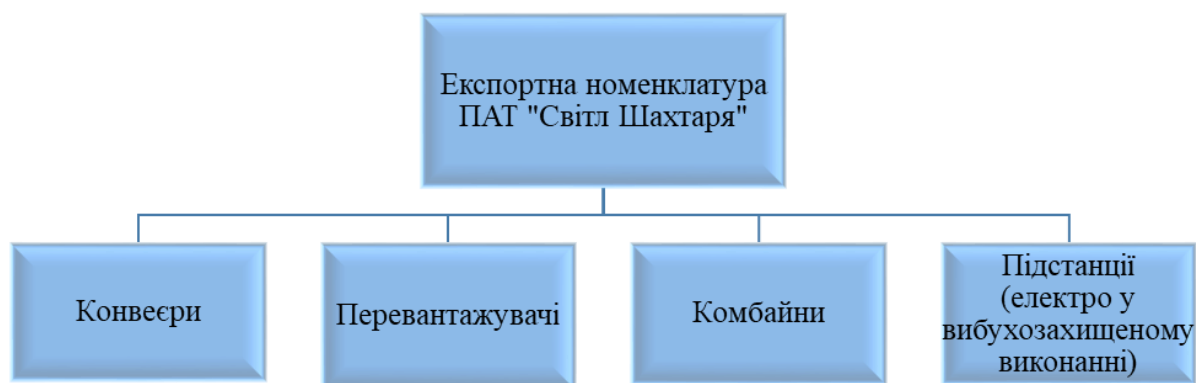 Експортна номенклатура
ПАТ "Світл Шахтаря"
Конвеєри
Перевантажувачі
Комбайни
Підстанції
(електро у
вибухозахищеному
виконанні)